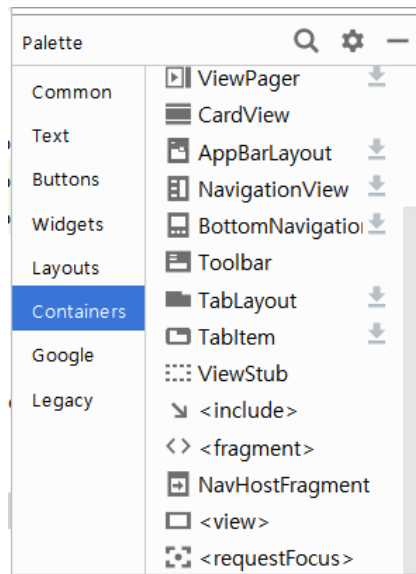 Palette
Common
Text
Buttons
Widgets
Layouts
Containers
Google
Legacy
ViewPager
CardView
AppBarLayout
NavigationView
BottomNavigatio
Toolbar
TabLayout
TabItem
ViewStub
<include>
<fragment>
NavHostFragment
<view>
<requestFocus>